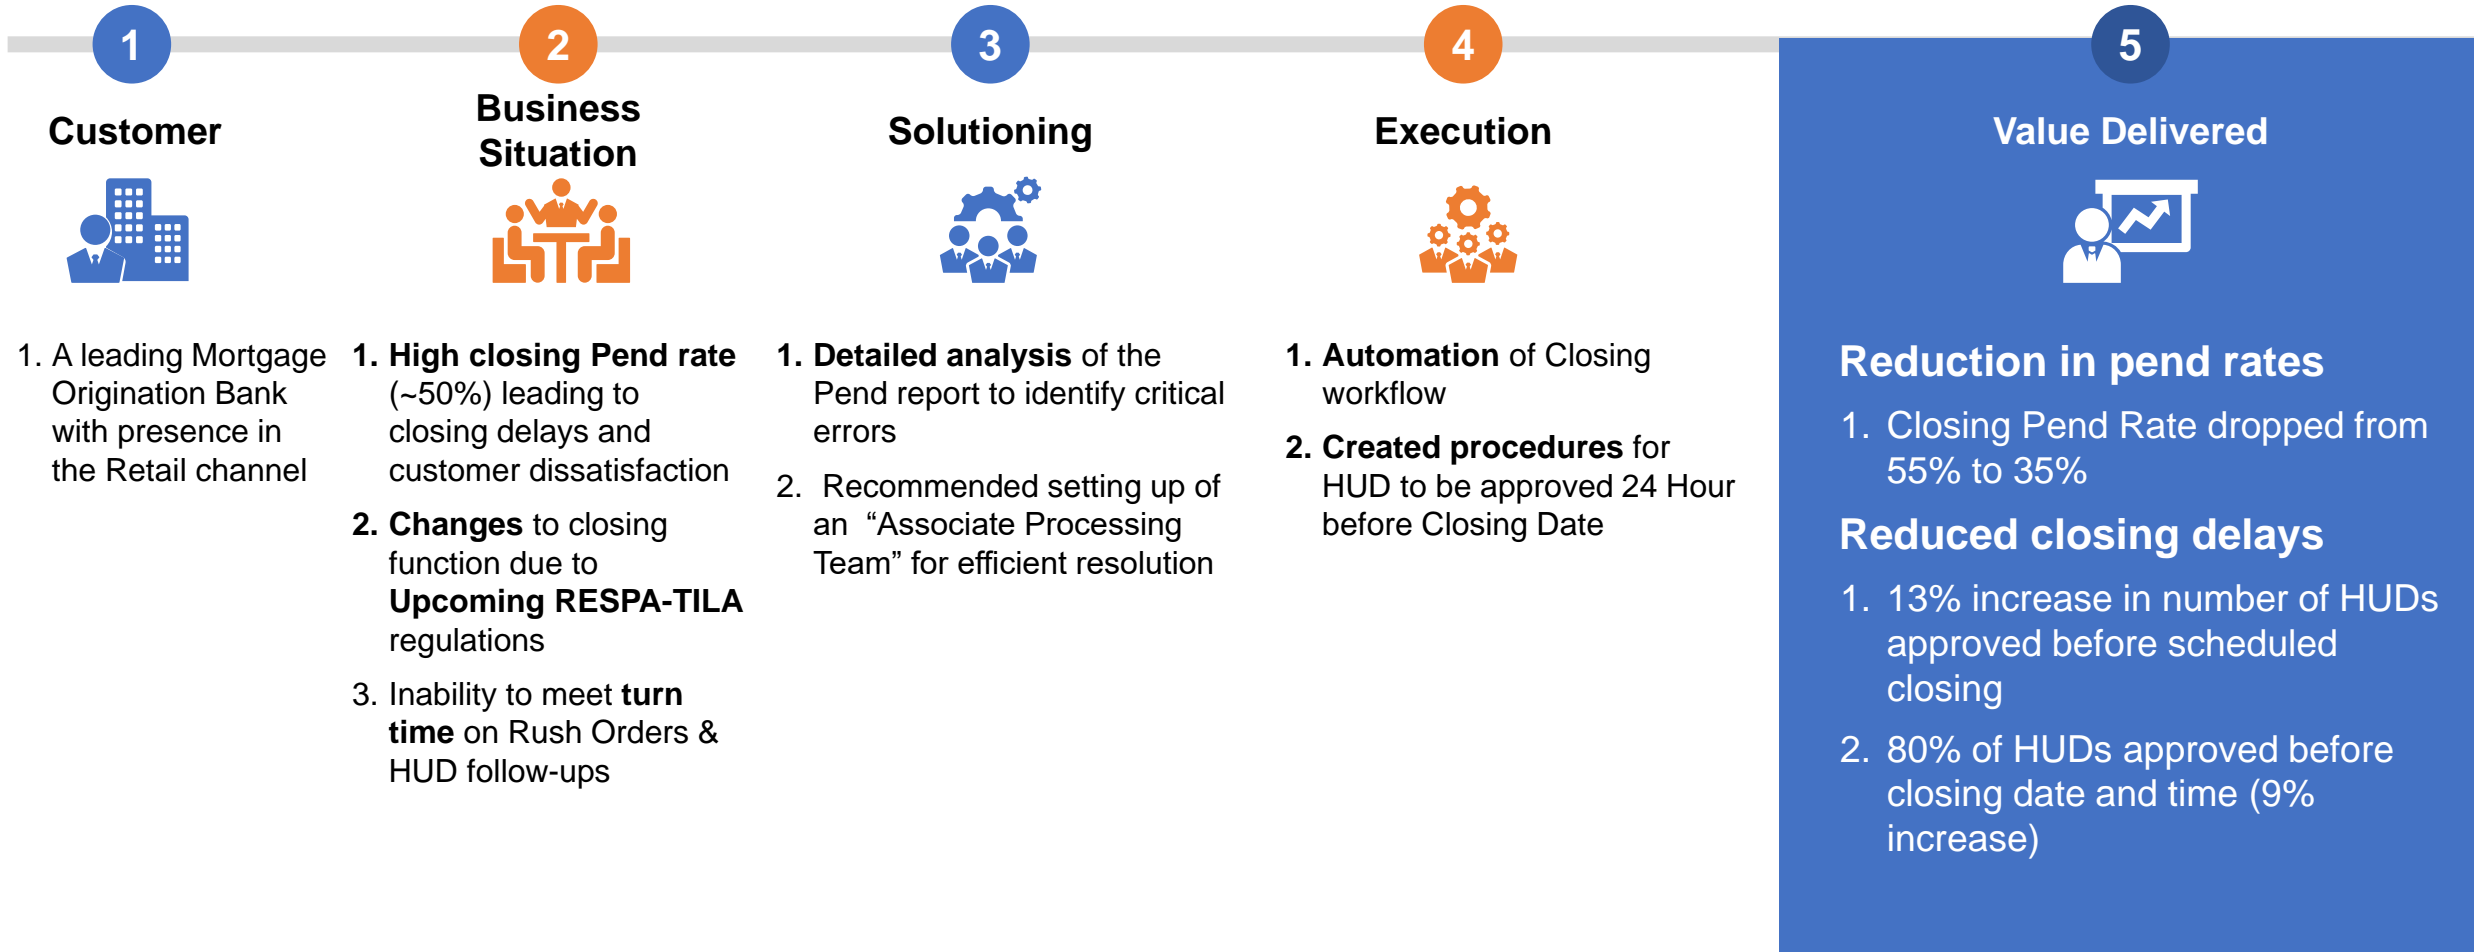 1
Customer
1. A leading Mortgage
Origination Bank
with presence in
the Retail channel
2
Business
Situation
1. High closing Pend rate
(~50%) leading to
closing delays and
customer dissatisfaction
2. Changes to closing
function due to
Upcoming RESPA-TILA
regulations
3. Inability to meet turn
time on Rush Orders &
HUD follow-ups
3
Solutioning
1. Detailed analysis of the
Pend report to identify critical
errors
2. Recommended setting up of
an “Associate Processing
Team” for efficient resolution
4
Execution
1. Automation of Closing
workflow
2. Created procedures for
HUD to be approved 24 Hour
before Closing Date
5
Value Delivered
Reduction in pend rates
1. Closing Pend Rate dropped from
55% to 35%
Reduced closing delays
1. 13% increase in number of HUDs
approved before scheduled
closing
2. 80% of HUDs approved before
closing date and time (9%
increase)